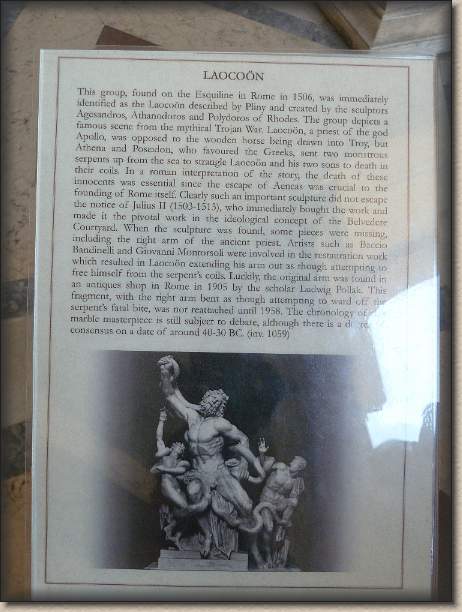 LAOCOÖN
This group, found on the Esquiline in Rome in 1506, was immediately
identified as the Laocoön described by Pliny and created by the sculptors
Agesandros, Athanodoros and Polydoros of Rhodes. The group depicts a
famous scene from the mythical Trojan War. Laocoön, a priest of the god
Apollo, was opposed to the wooden horse being drawn into Troy, but
Athena and Poseidon, who favoured the Greeks, sent two monstrous
serpents up from the sea to strangle Laocoön and his two sons to death in
their coils. In a roman interpretation of the story, the death of these
innocents was essential since the escape of Aeneas was crucial to the
founding of Rome itself. Clearly such an important sculpture did not escape
the notice of Julius II (1503-1513), who immediately bought the work and
made it the pivotal work in the ideological concept of the Belvedere
Courtyard. When the sculpture was found, some pieces were missing,
including the right arm of the ancient priest. Artists such as Baccio
Bandinelli and Giovanni Montorsoli were involved in the restoration work
which resulted in Laocoön extending his arm out as though attempting to
free himself from the serpent's coils. Luckily, the original arm was found in
an antiques shop in Rome in 1905 by the scholar Ludwig Pollak. This
fragment, with the right arm bent as though attempting to ward off the
serpent's fatal bite, was not reattached until 1958. The chronology of
marble masterpiece is still subject to debate, although there is a
consensus on a date of around 40-30 BC. (inv. 1059)